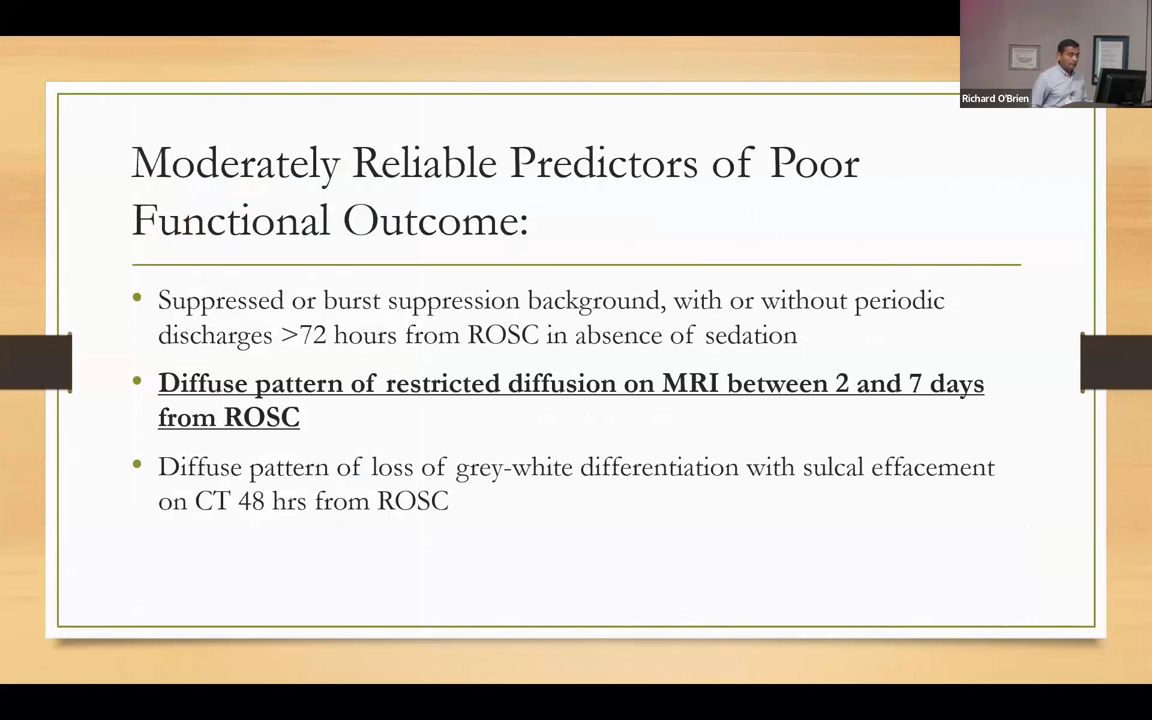 Richard O'Brien
Moderately Reliable Predictors of Poor
Functional Outcome:
• Suppressed or burst suppression background, with or without periodic
discharges >72 hours from ROSC in absence of sedation
• Diffuse pattern of restricted diffusion on MRI between 2 and 7 days
from ROSC
• Diffuse pattern of loss of grey-white differentiation with sulcal effacement
on CT 48 hrs from ROSC